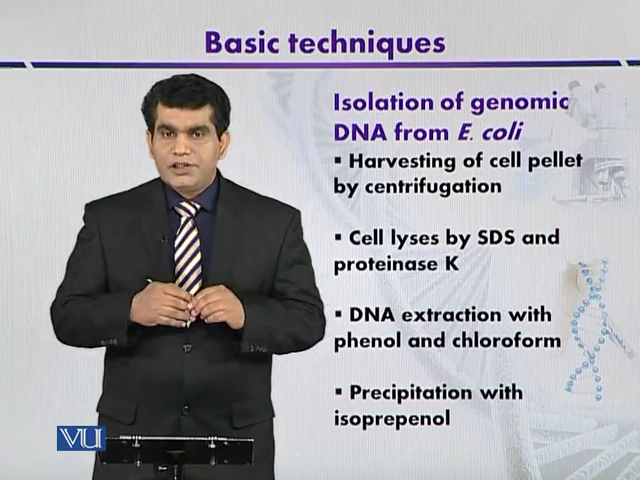 Basic techniques
Isolation of genomic
DNA from E. coli
▪ Harvesting of cell pellet
by centrifugation
▪ Cell lyses by SDS and
proteinase K
▪ DNA extraction with
phenol and chloroform
▪ Precipitation with
isoprepenol
VU